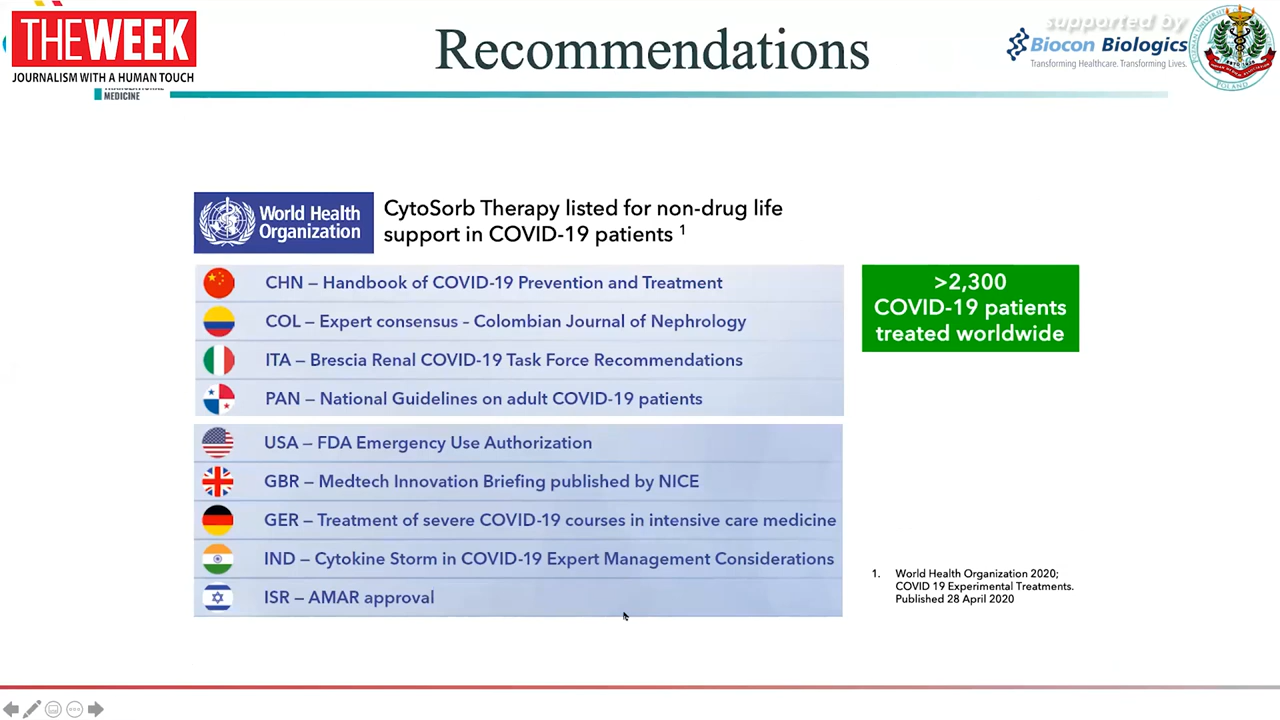 THE WEEK
JOURNALISM WITH A HUMAN TOUCH
MEDICINE
Recommendations
supported by
Biocon Biologics
Transforming Healthcare. Transforming Lives.
POLAND
World Health
Organization
CytoSorb Therapy listed for non-drug life
support in COVID-19 patients 1
CHN – Handbook of COVID-19 Prevention and Treatment
COL – Expert consensus – Colombian Journal of Nephrology
ITA – Brescia Renal COVID-19 Task Force Recommendations
PAN – National Guidelines on adult COVID-19 patients
USA – FDA Emergency Use Authorization
GBR – Medtech Innovation Briefing published by NICE
GER – Treatment of severe COVID-19 courses in intensive care medicine
IND – Cytokine Storm in COVID-19 Expert Management Considerations
ISR – AMAR approval
>2,300
COVID-19 patients
treated worldwide
1. World Health Organization 2020;
COVID 19 Experimental Treatments.
Published 28 April 2020